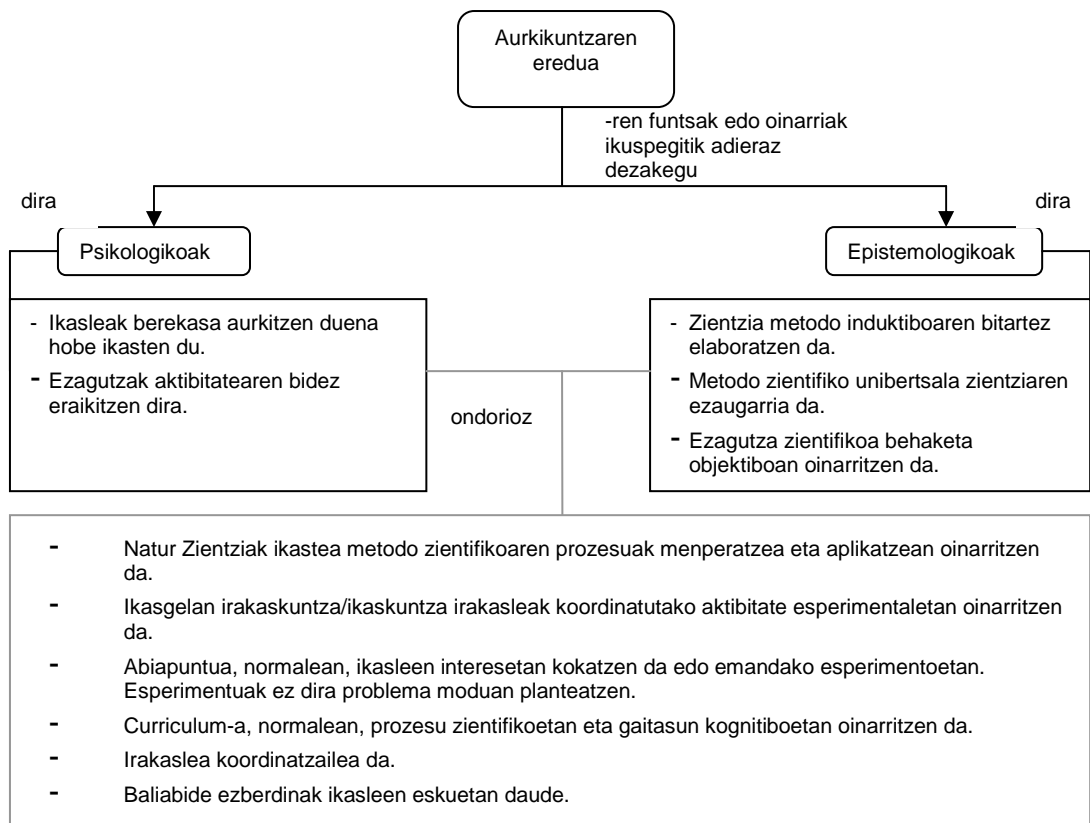 Aurkikuntzaren
eredua
-ren funtsak edo oinarriak
ikuspegitik adieraz
dezakegu
dira
dira
Psikologikoak
Epistemologikoak
- Ikasleak berekasa aurkitzen duena
hobe ikasten du.
- Ezagutzak aktibitatearen bidez
eraikitzen dira.
ondorioz
- Zientzia metodo induktiboaren bitartez
elaboratzen da.
- Metodo zientifiko unibertsala zientziaren
ezaugarria da.
- Ezagutza zientifikoa behaketa
objektiboan oinarritzen da.
- Natur Zientziak ikastea metodo zientifikoaren prozesuak menperatzea eta aplikatzean oinarritzen
da.
- Ikasgelan irakaskuntza/ikaskuntza irakasleak koordinatutako aktibitate esperimentaletan oinarritzen
da.
- Abiapuntua, normalean, ikasleen interesetan kokatzen da edo emandako esperimentoetan.
Esperimentuak ez dira problema moduan planteatzen.
- Curriculum-a, normalean, prozesu zientifikoetan eta gaitasun kognitiboetan oinarritzen da.
- Irakaslea koordinatzailea da.
- Baliabide ezberdinak ikasleen eskuetan daude.